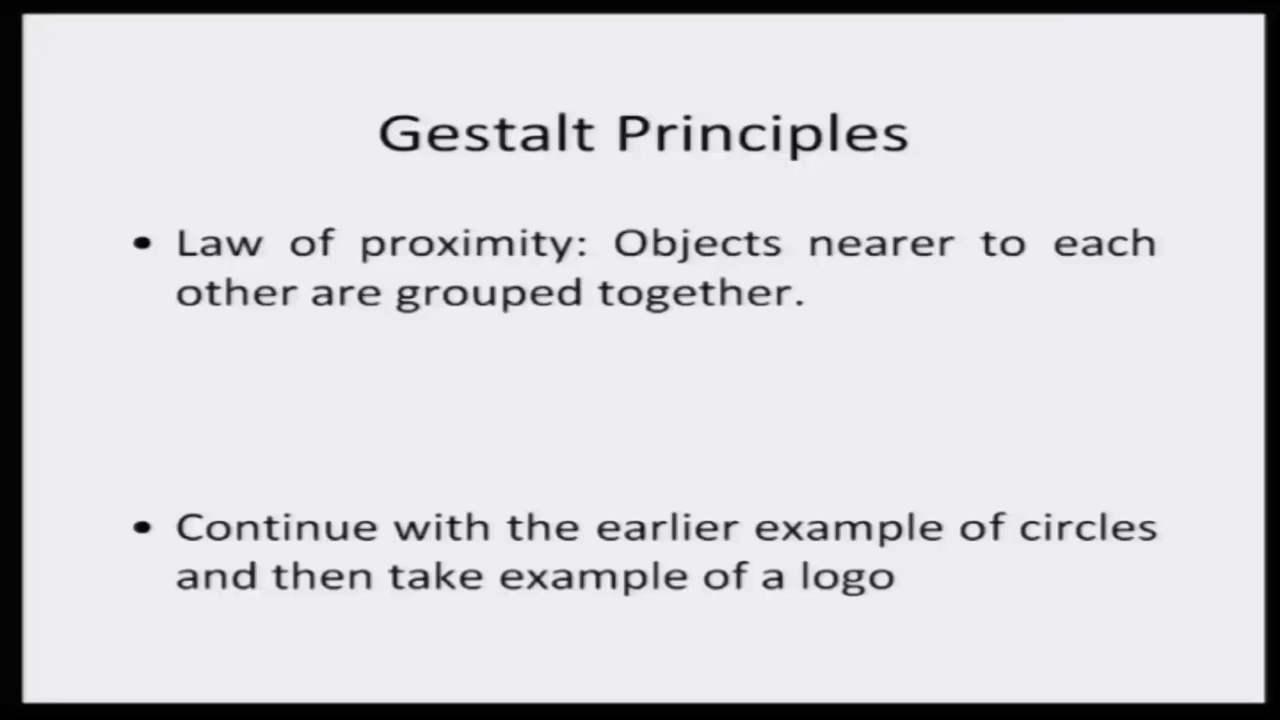 Gestalt Principles
• Law of proximity: Objects nearer to each
other are grouped together.
• Continue with the earlier example of circles
and then take example of a logo